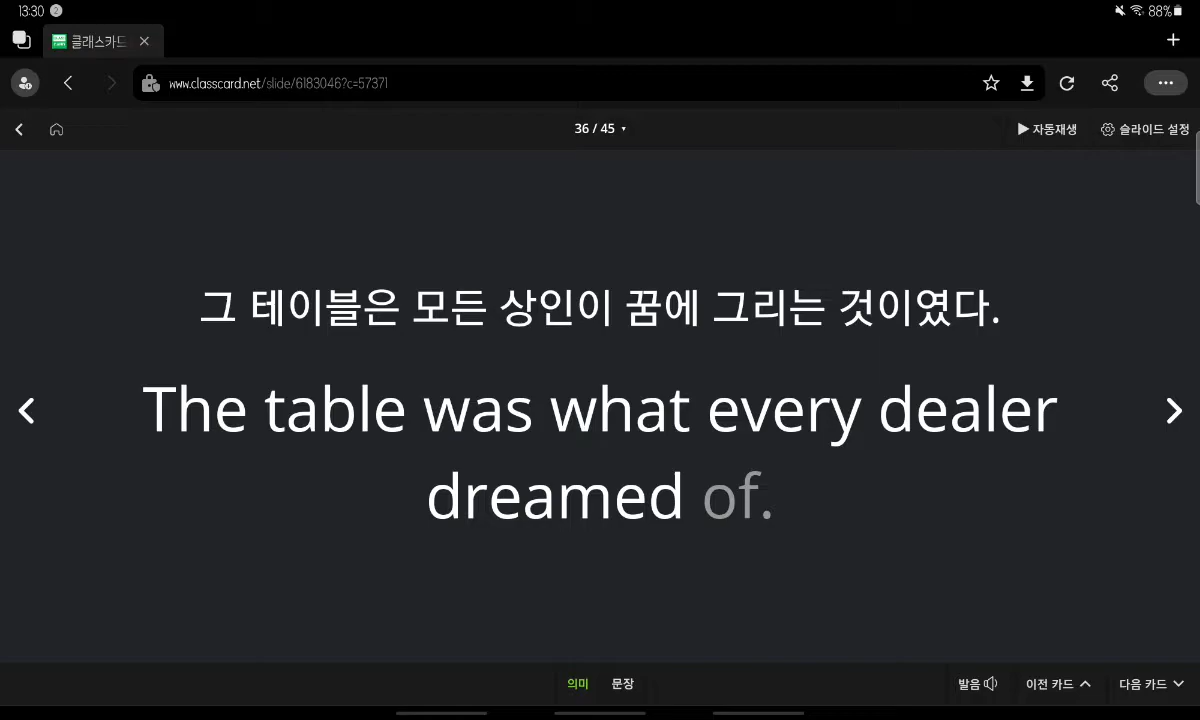 13:30 2 88%
클래스카드
www.classcard.net/slide/6183046?c=57371
36 / 45 자동재생 슬라이드 설정
그 테이블은 모든 상인이 꿈에 그리는 것이였다.
The table was what every dealer
dreamed of.
의미 문장 발음 이전 카드 다음 카드